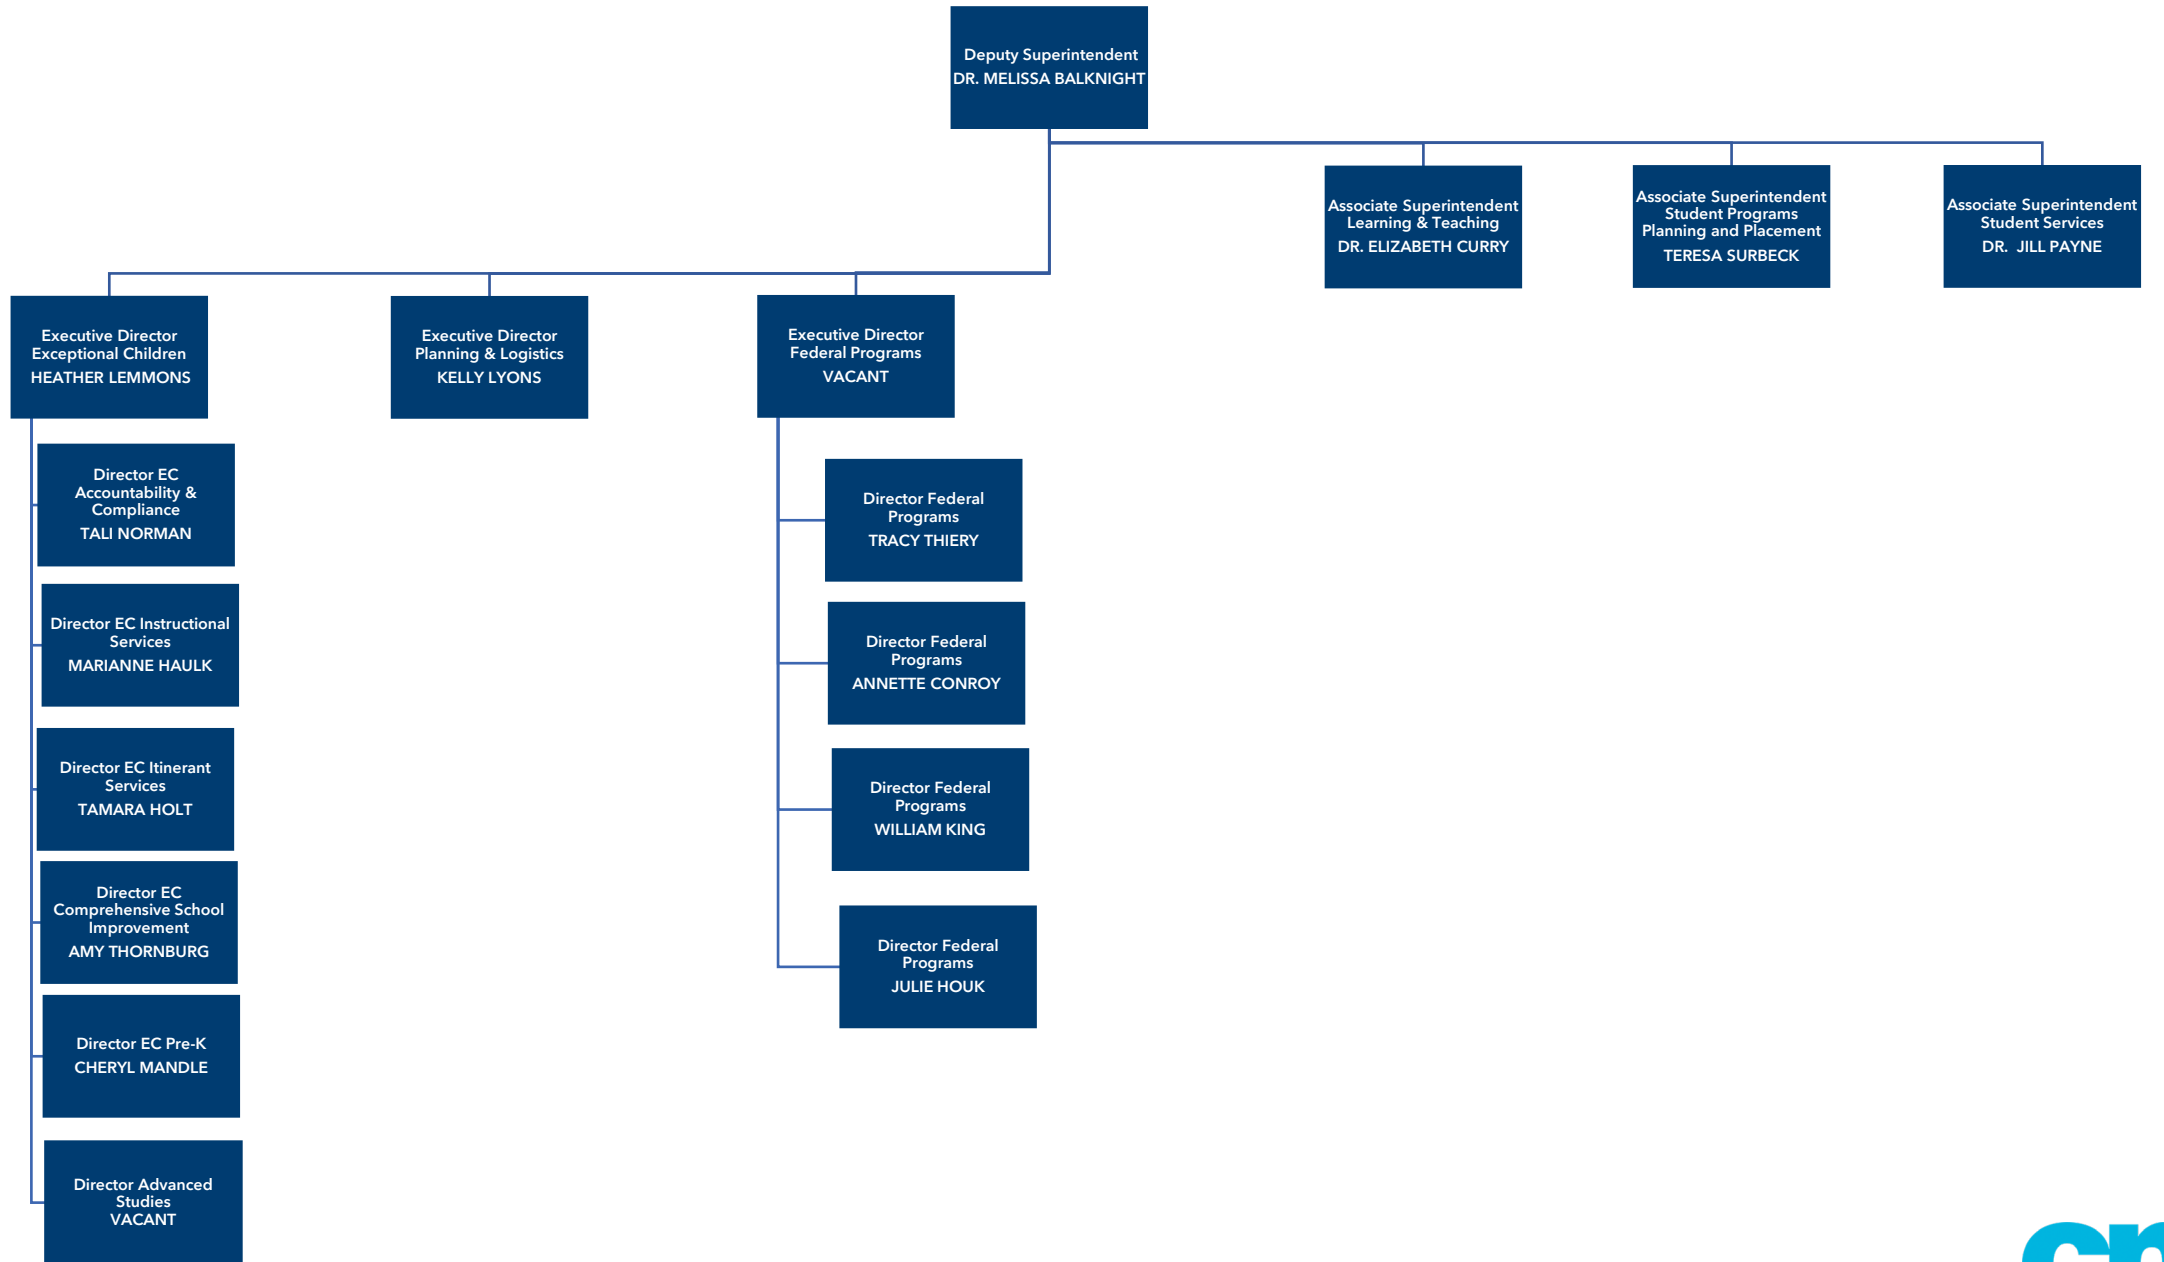 Deputy Superintendent
DR. MELISSA BALKNIGHT
Associate Superintendent
Learning & Teaching
DR. ELIZABETH CURRY
Associate Superintendent
Student Programs
Planning and Placement
TERESA SURBECK
Associate Superintendent
Student Services
DR. JILL PAYNE
Executive Director
Exceptional Children
HEATHER LEMMONS
Executive Director
Planning & Logistics
KELLY LYONS
Executive Director
Federal Programs
VACANT
Director EC
Accountability &
Compliance
TALI NORMAN
Director EC Instructional
Services
MARIANNE HAULK
Director EC Itinerant
Services
TAMARA HOLT
Director EC
Comprehensive School
Improvement
AMY THORNBURG
Director EC Pre-K
CHERYL MANDLE
Director Advanced
Studies
VACANT
Director Federal
Programs
TRACY THIERY
Director Federal
Programs
ANNETTE CONROY
Director Federal
Programs
WILLIAM KING
Director Federal
Programs
JULIE HOUK